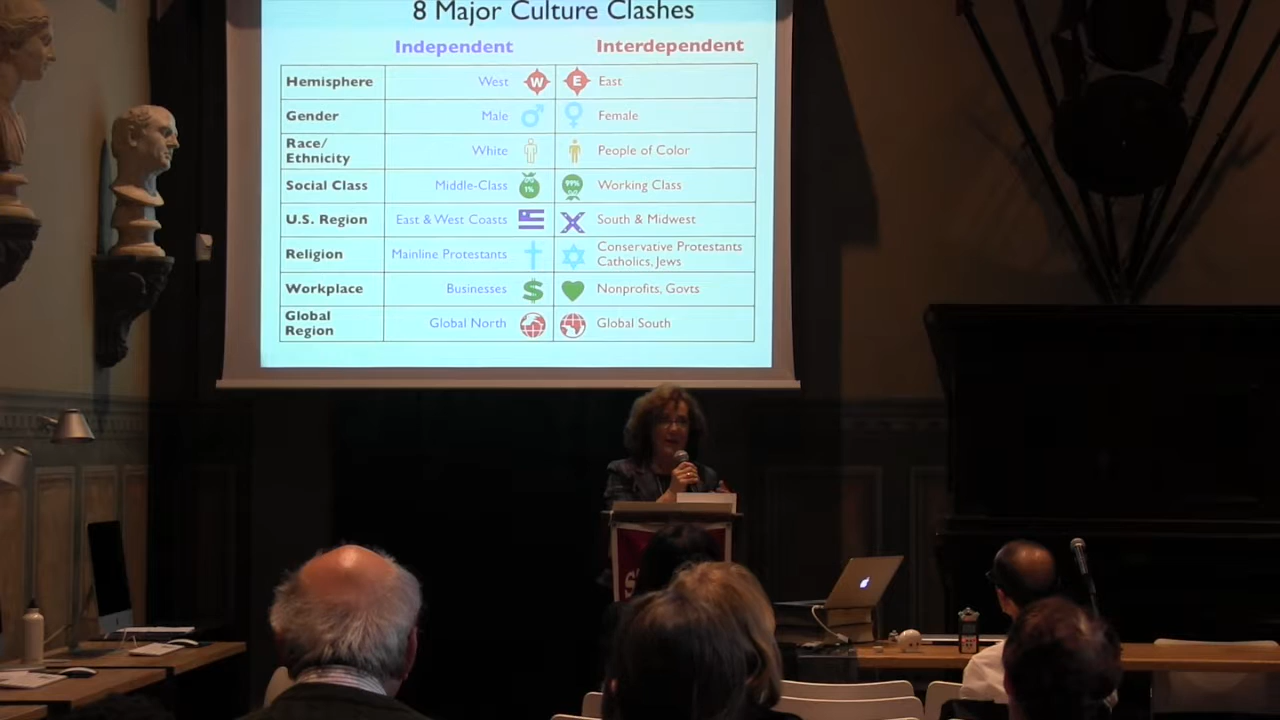 8 Major Culture Clashes
Independent Interdependent
Hemisphere West W E East
Gender Male Female
Race/
Ethnicity White People of Color
Social Class Middle-Class 1% 99% Working Class
U.S. Region East & West Coasts South & Midwest
Religion Mainline Protestants Conservative Protestants
Catholics, Jews
Workplace Businesses $ Nonprofits, Govts
Global
Region Global North Global South